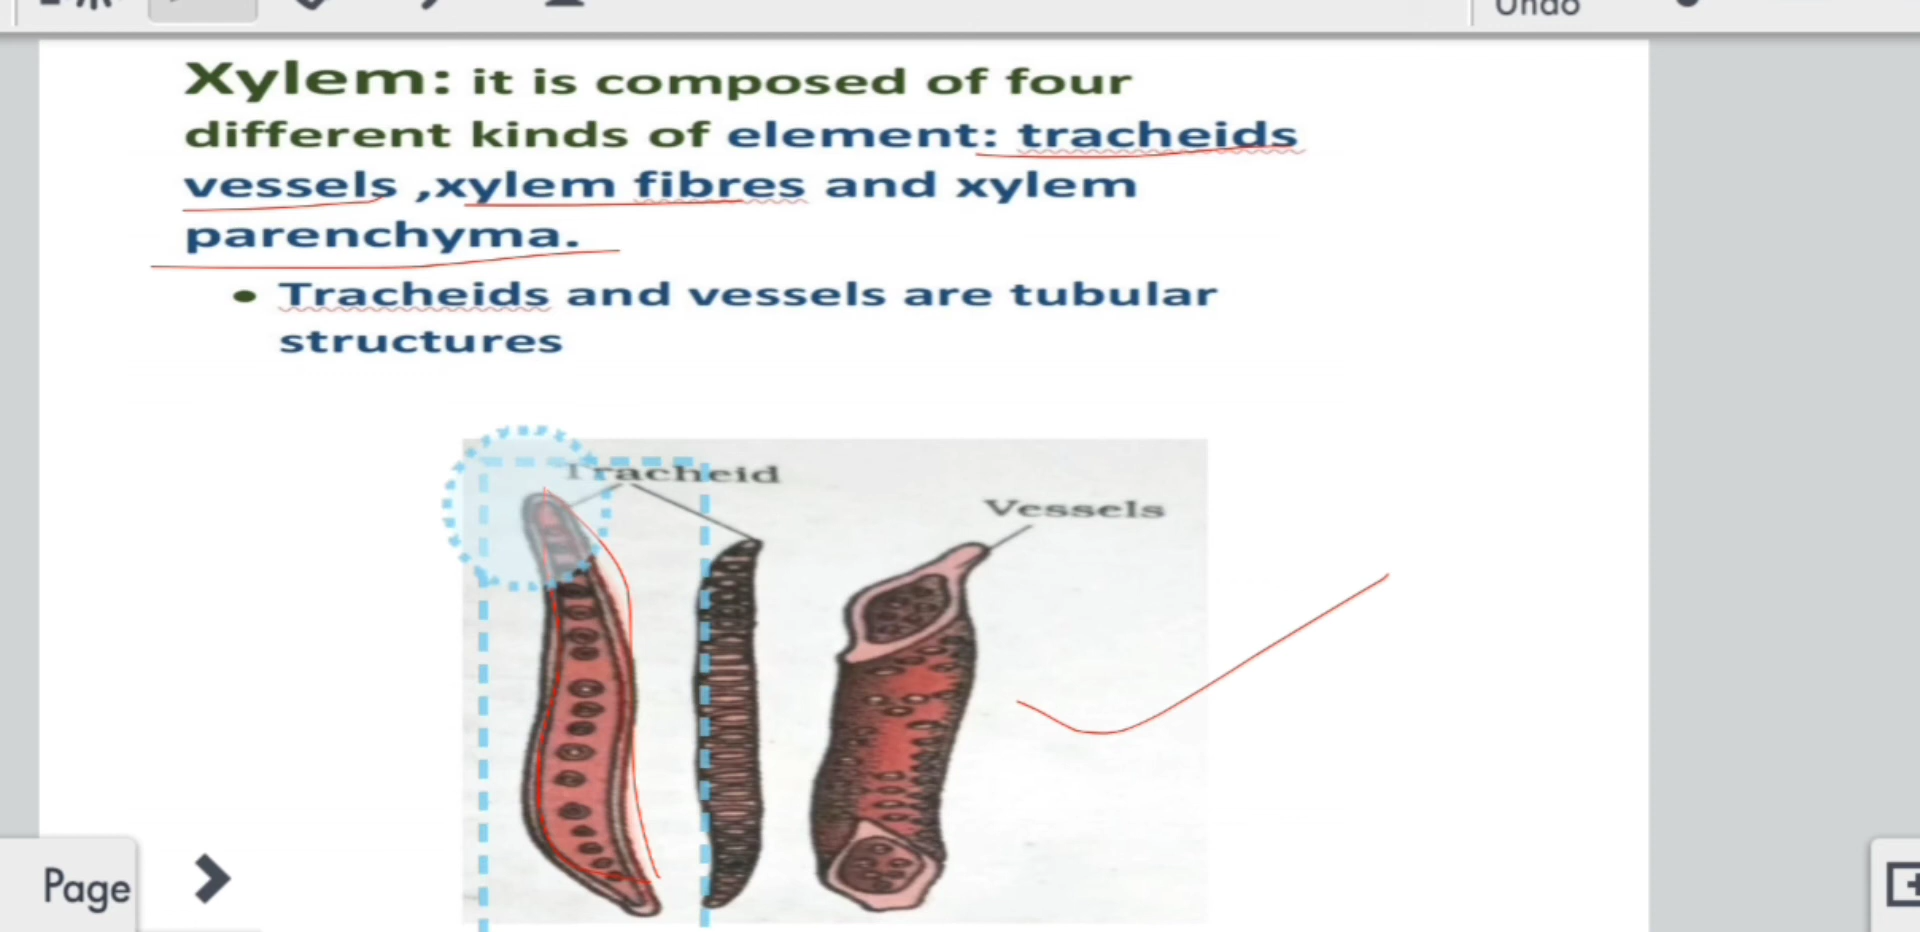 Undo
Xylem: it is composed of four
different kinds of element: tracheids
vessels ,xylem fibres and xylem
parenchyma.
• Tracheids and vessels are tubular
structures
Tracheid
Vessels
Page